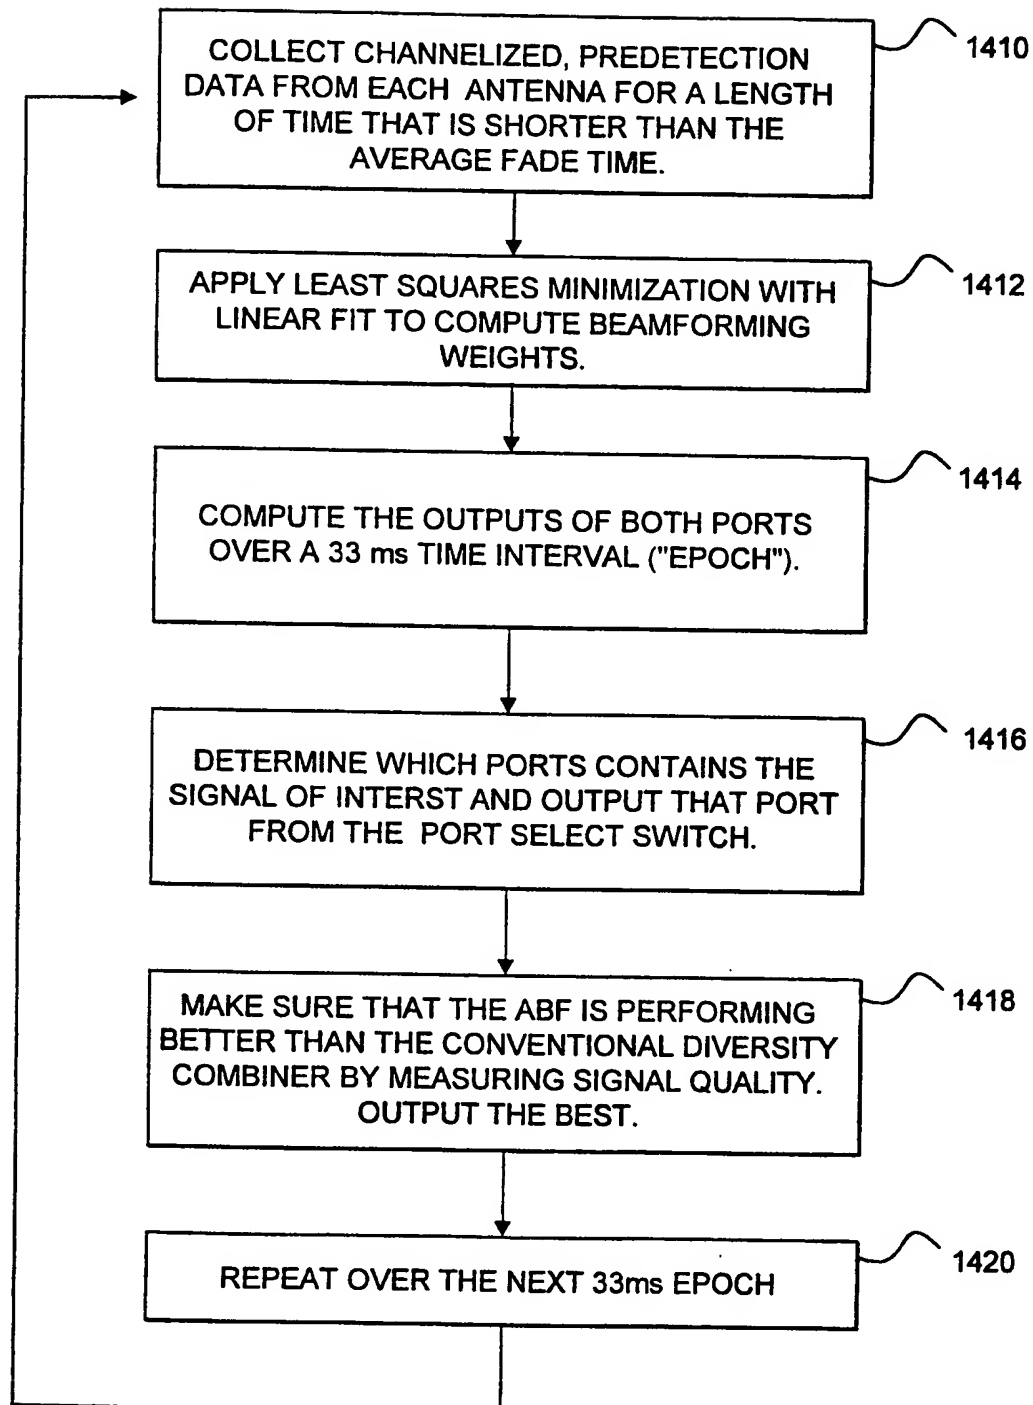 COLLECT CHANNELIZED, PREDETECTION
DATA FROM EACH ANTENNA FOR A LENGTH
OF TIME THAT IS SHORTER THAN THE
AVERAGE FADE TIME.
1410
APPLY LEAST SQUARES MINIMIZATION WITH
LINEAR FIT TO COMPUTE BEAMFORMING
WEIGHTS.
1412
COMPUTE THE OUTPUTS OF BOTH PORTS
OVER A 33 ms TIME INTERVAL ("EPOCH").
1414
DETERMINE WHICH PORTS CONTAINS THE
SIGNAL OF INTERST AND OUTPUT THAT PORT
FROM THE PORT SELECT SWITCH.
1416
MAKE SURE THAT THE ABF IS PERFORMING
BETTER THAN THE CONVENTIONAL DIVERSITY
COMBINER BY MEASURING SIGNAL QUALITY.
OUTPUT THE BEST.
1418
REPEAT OVER THE NEXT 33ms EPOCH
1420